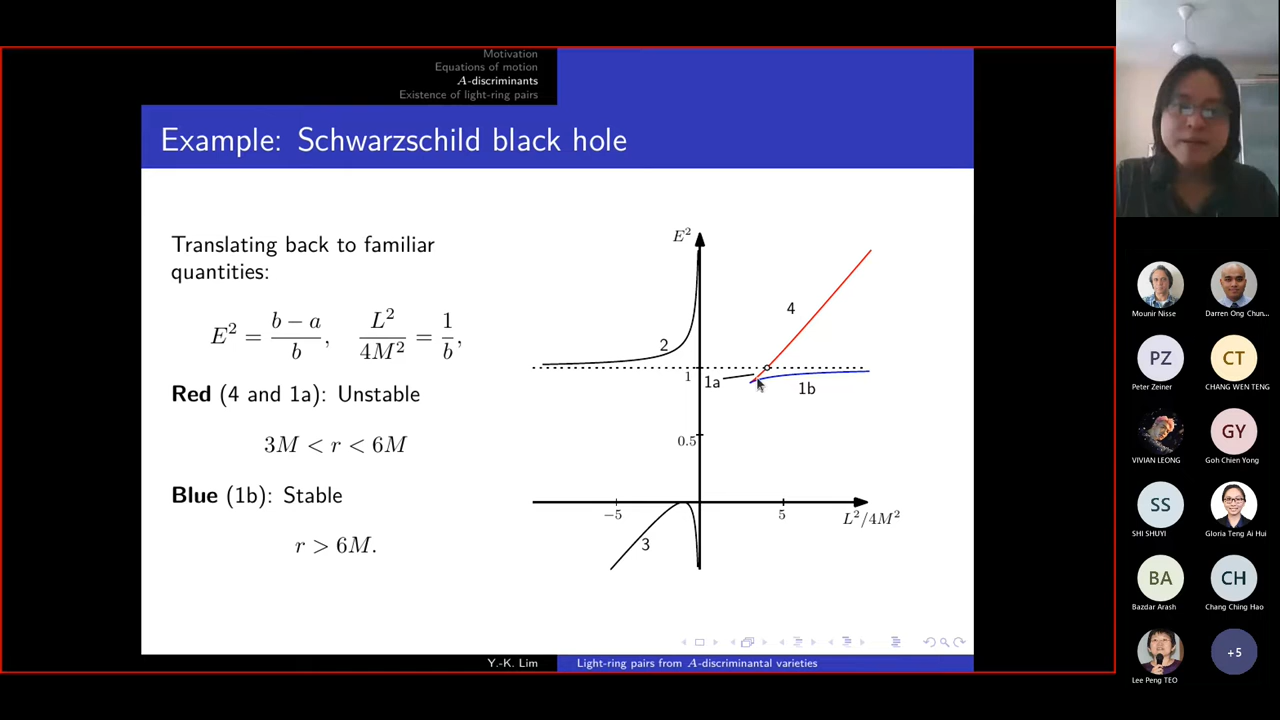 Motivation
Equations of motion
A-discriminants
Existence of light-ring pairs
Example: Schwarzschild black hole
Translating back to familiar
quantities:
E² = (b − a)/b, L²/4M² = 1/b,
Red (4 and 1a): Unstable
3M < r < 6M
Blue (1b): Stable
r > 6M.
E²
4
2
1
1a
1b
0.5
−5
5
L²/4M²
3
Y.-K. Lim
Light-ring pairs from A-discriminantal varieties
Mounir Nisse
Darren Ong Chun...
PZ
CT
Peter Zeiner
CHANG WEN TENG
GY
VIVIAN LEONG
Goh Chien Yong
SS
SHI SHUYI
Gloria Teng Ai Hui
BA
CH
Bazdar Arash
Chang Ching Hao
+5
Lee Peng TEO